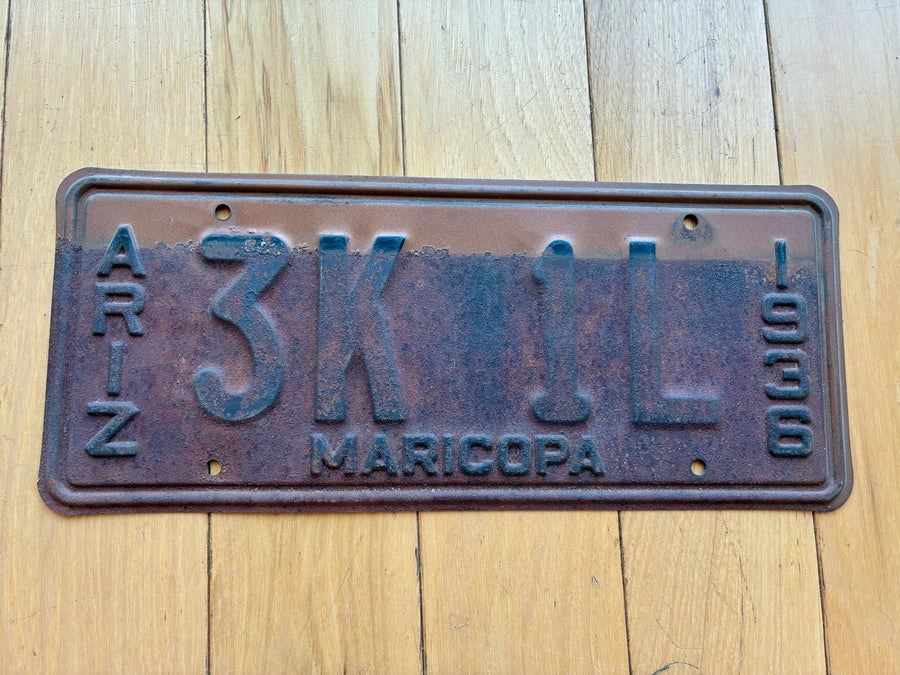 ARIZ
3K 1L
1936
MARICOPA